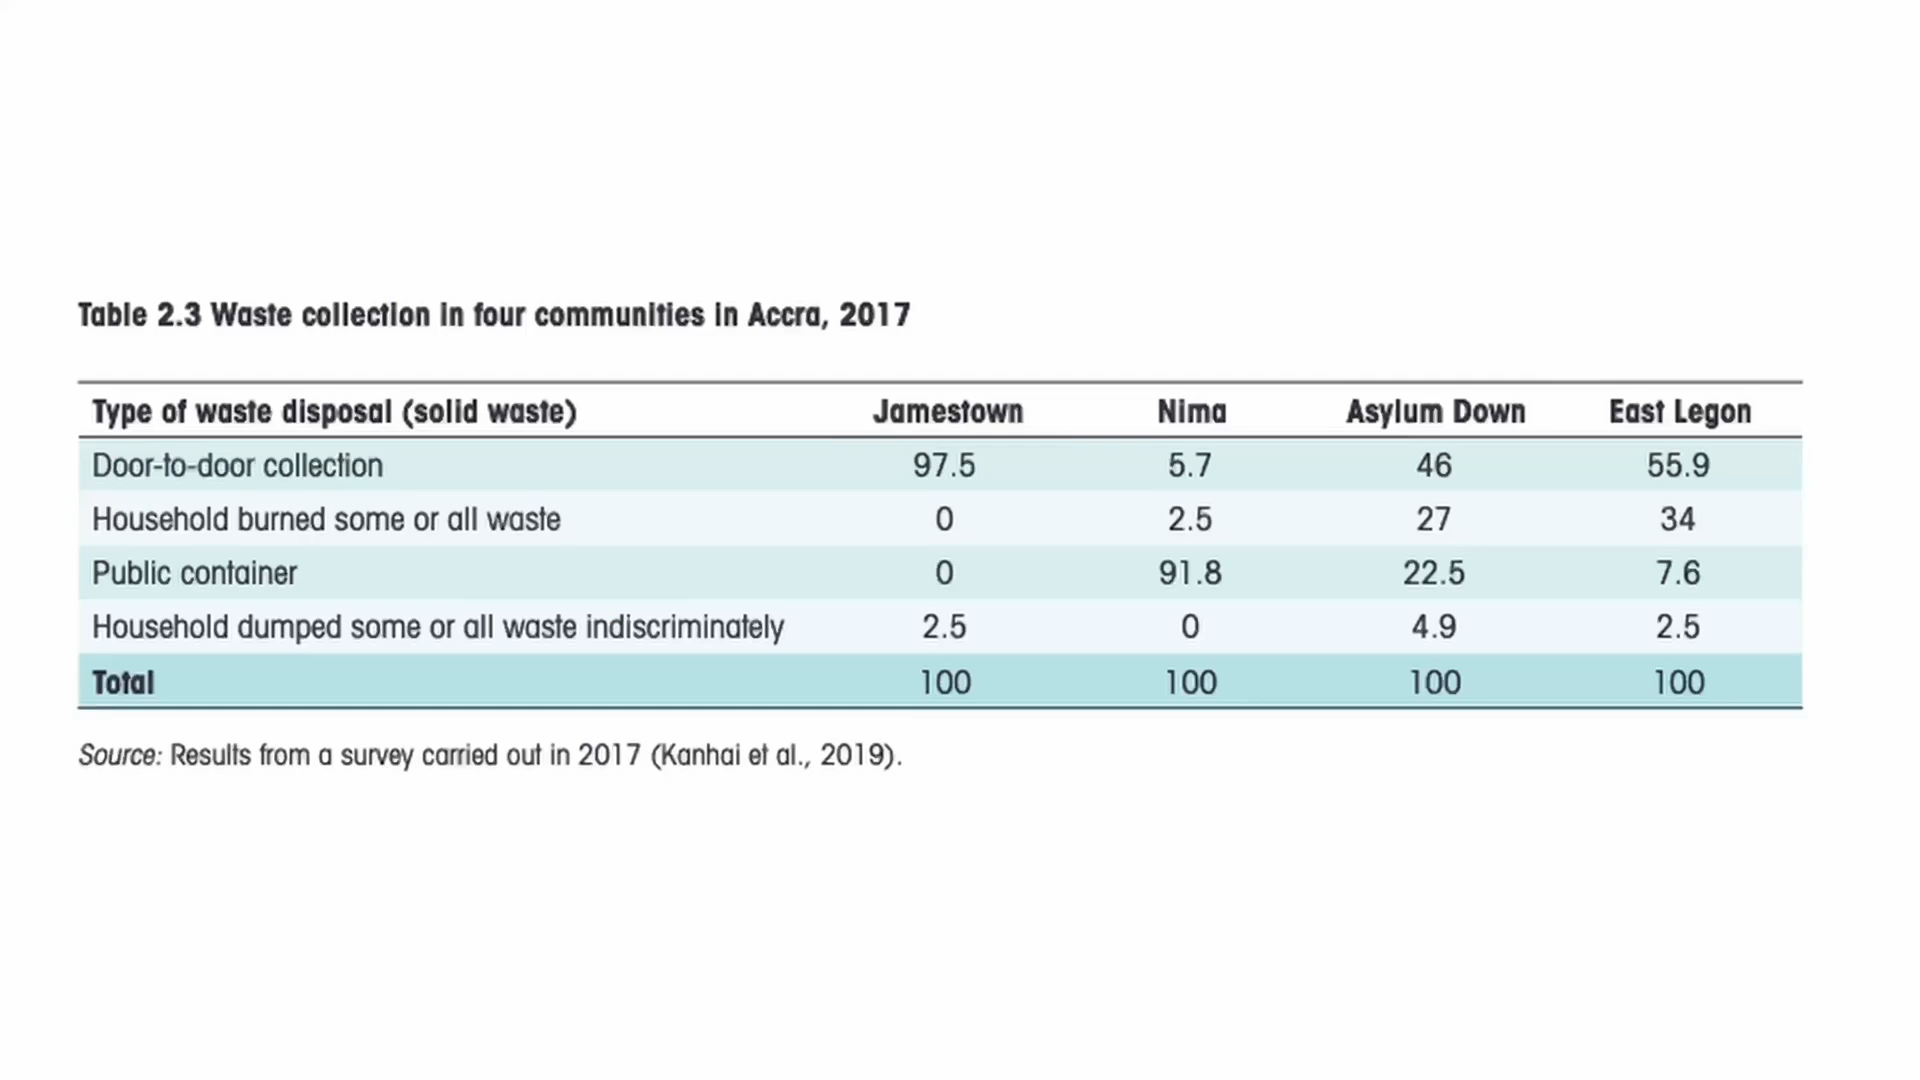 Table 2.3 Waste collection in four communities in Accra, 2017
Type of waste disposal (solid waste) Jamestown Nima Asylum Down East Legon
Door-to-door collection 97.5 5.7 46 55.9
Household burned some or all waste 0 2.5 27 34
Public container 0 91.8 22.5 7.6
Household dumped some or all waste indiscriminately 2.5 0 4.9 2.5
Total 100 100 100 100
Source: Results from a survey carried out in 2017 (Kanhai et al., 2019).